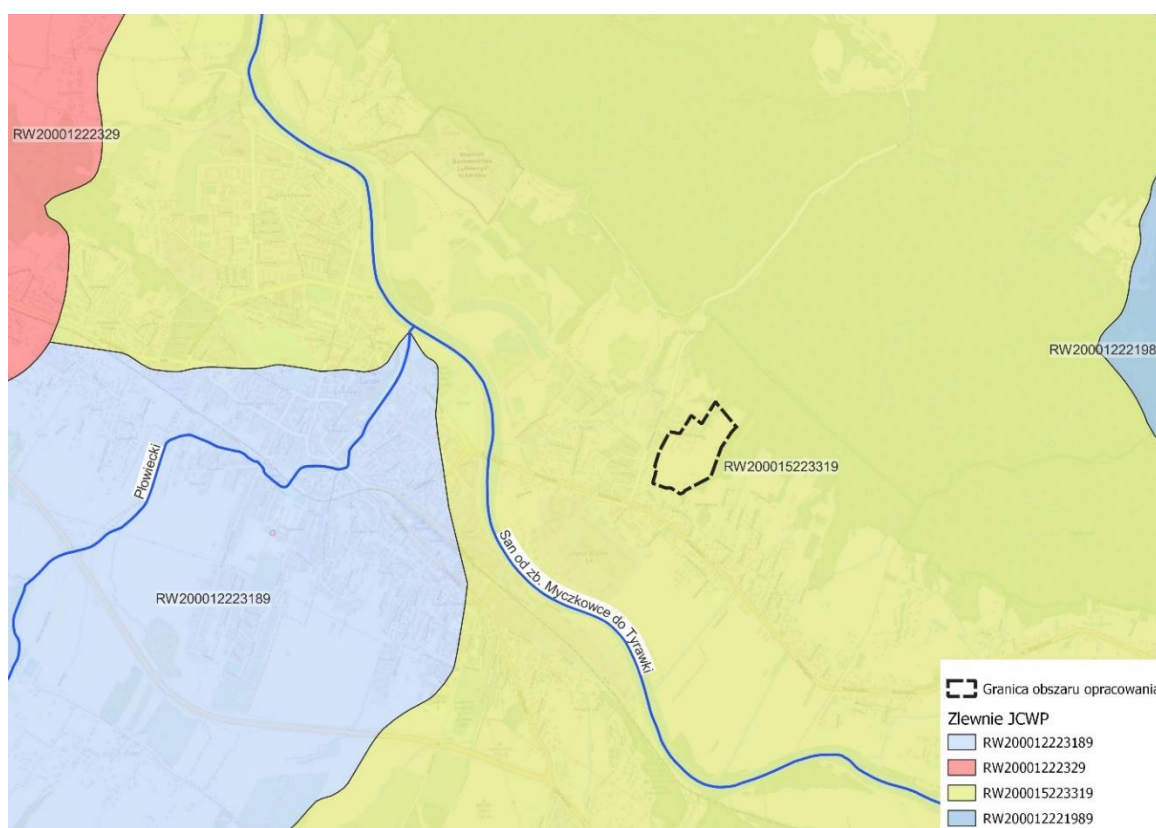 RW20001222329
RW20001222198
RW200015223319
Płowiecki
San od zb. Myczkowce do Tyrawki
RW200012223189
Granica obszaru opracowania
Zlewnie JCWP
RW200012223189
RW20001222329
RW200015223319
RW200012221989